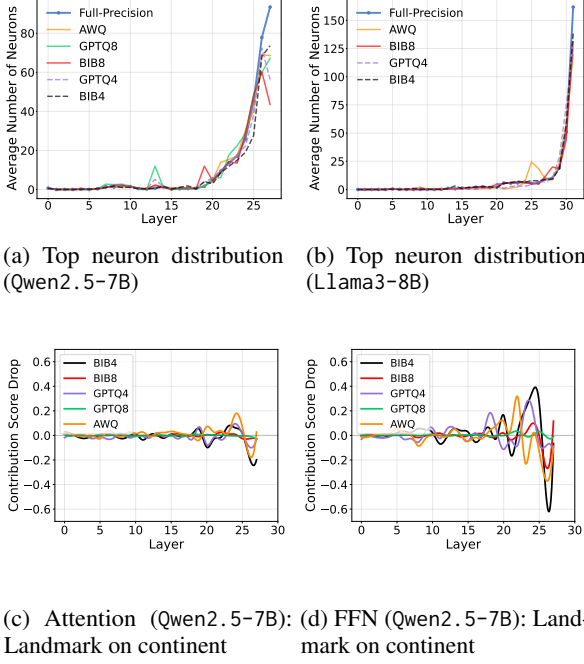 Average Number of Neurons
80
60
40
20
0
Full-Precision
AWQ
GPTQ8
BIB8
GPTQ4
BIB4
0 5 10 15 20 25
Layer
Average Number of Neurons
150
125
100
75
50
25
0
Full-Precision
AWQ
BIB8
GPTQ4
BIB4
0 5 10 15 20 25 30
Layer
(a) Top neuron distribution
(Qwen2.5-7B)
(b) Top neuron distribution
(Llama3-8B)
Contribution Score Drop
0.6
0.4
0.2
0.0
−0.2
−0.4
−0.6
BIB4
BIB8
GPTQ4
GPTQ8
AWQ
0 5 10 15 20 25 30
Layer
Contribution Score Drop
0.6
0.4
0.2
0.0
−0.2
−0.4
−0.6
BIB4
BIB8
GPTQ4
GPTQ8
AWQ
0 5 10 15 20 25 30
Layer
(c) Attention (Qwen2.5-7B):
Landmark on continent
(d) FFN (Qwen2.5-7B): Land-
mark on continent